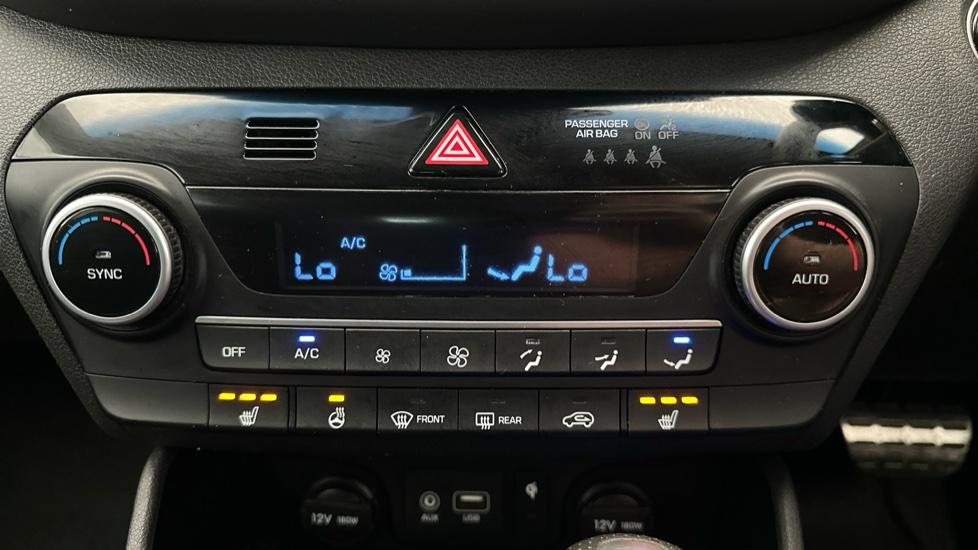 PASSENGER
AIR BAG ON OFF
A/C
Lo Lo
SYNC
AUTO
OFF A/C
FRONT REAR
12V 180W AUX USB 12V 180W